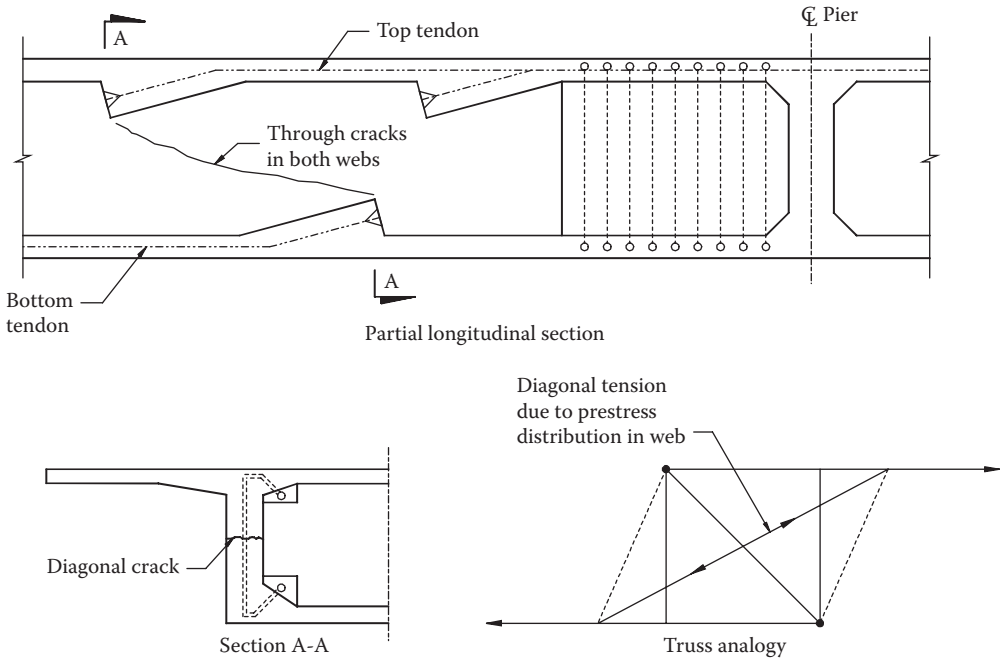 ℄ Pier
A
Top tendon
Through cracks
in both webs
A
Bottom
tendon
Partial longitudinal section
Diagonal tension
due to prestress
distribution in web
Diagonal crack
Section A-A
Truss analogy